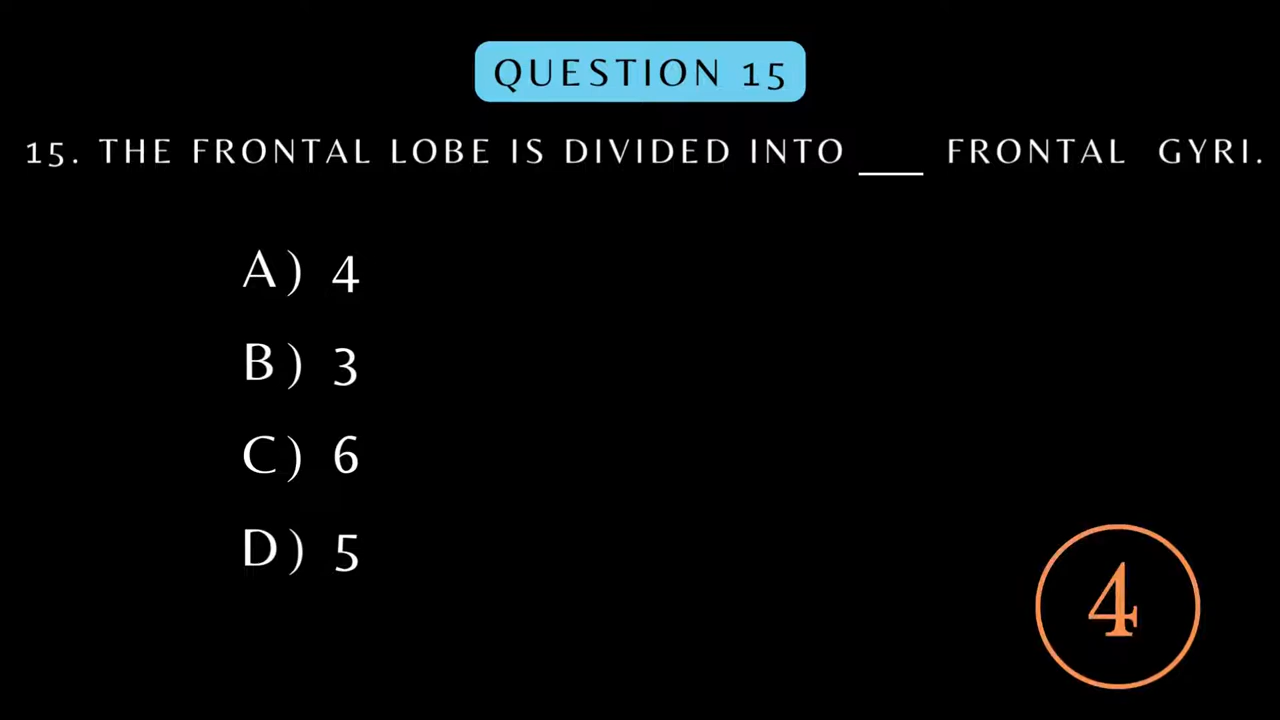 QUESTION 15
15. THE FRONTAL LOBE IS DIVIDED INTO ___ FRONTAL GYRI.
A) 4
B) 3
C) 6
D) 5
4